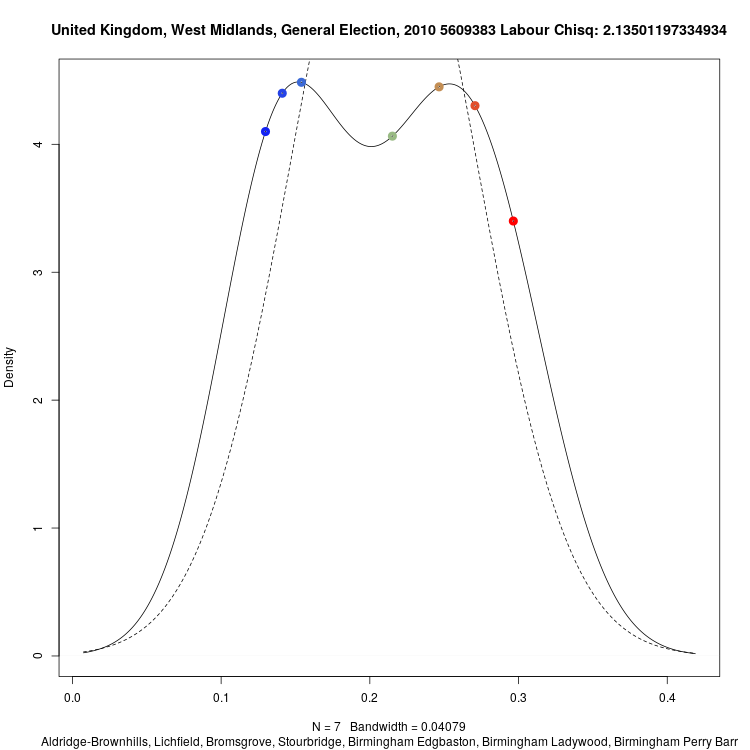 United Kingdom, West Midlands, General Election, 2010 5609383 Labour Chisq: 2.13501197334934
4
3
2
1
0
Density
0.0 0.1 0.2 0.3 0.4
N = 7 Bandwidth = 0.04079
Aldridge-Brownhills, Lichfield, Bromsgrove, Stourbridge, Birmingham Edgbaston, Birmingham Ladywood, Birmingham Perry Barr